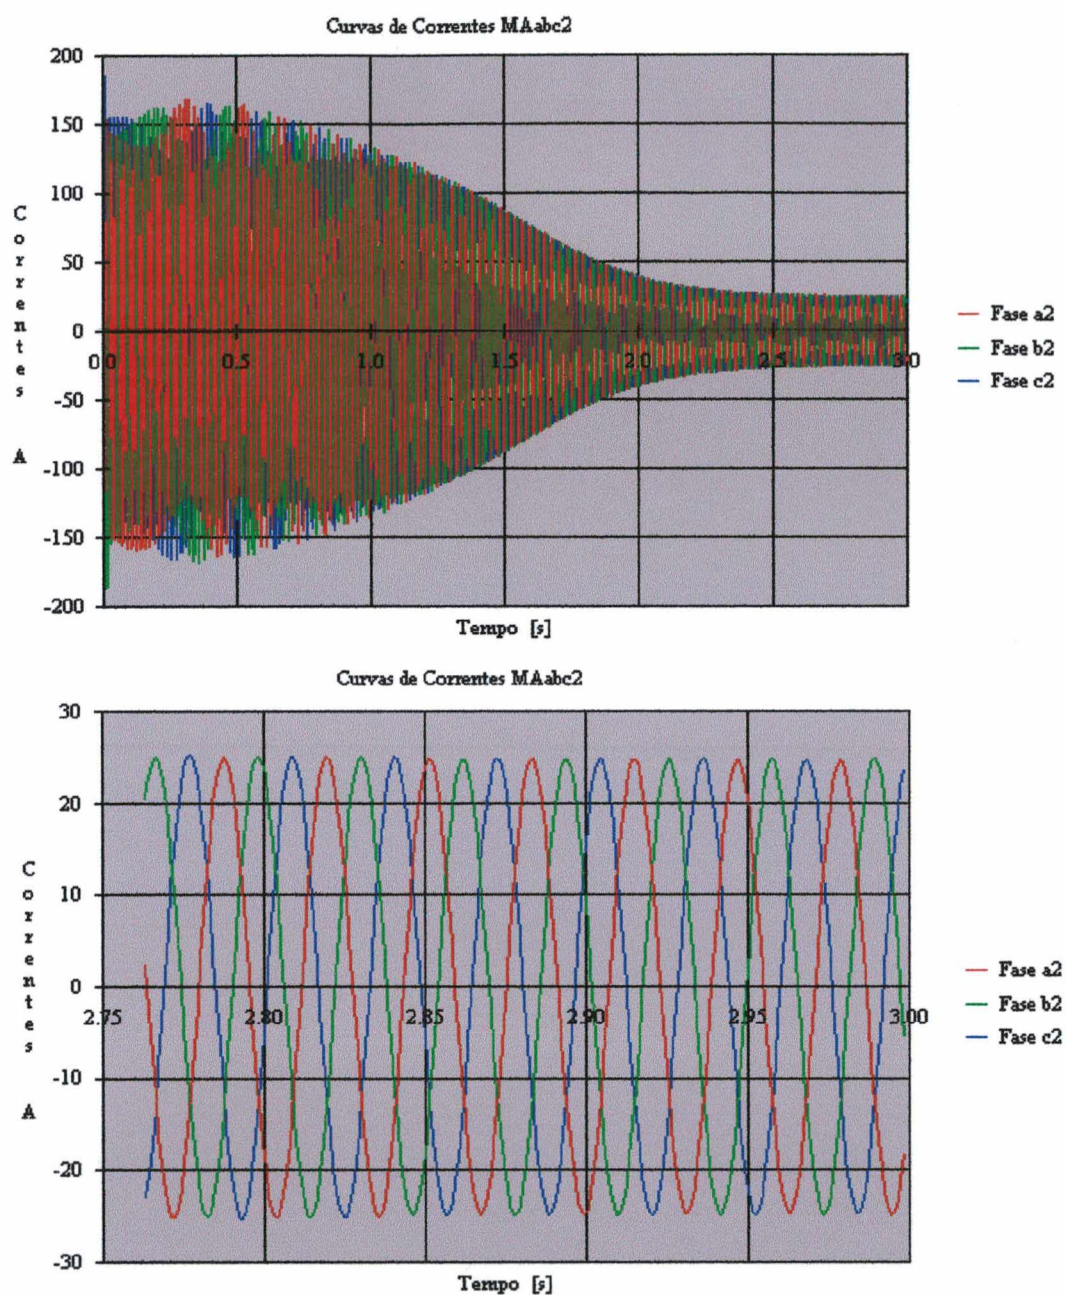 Curvas de Correntes MAabc2
200
150
100
50
0
-50
-100
-150
-200
Correntes A
0.0 0.5 1.0 1.5 2.0 2.5 3.0
Tempo [s]
Fase a2
Fase b2
Fase c2
Curvas de Correntes MAabc2
30
20
10
0
-10
-20
-30
Correntes A
2.75 2.80 2.85 2.90 2.95 3.00
Tempo [s]
Fase a2
Fase b2
Fase c2